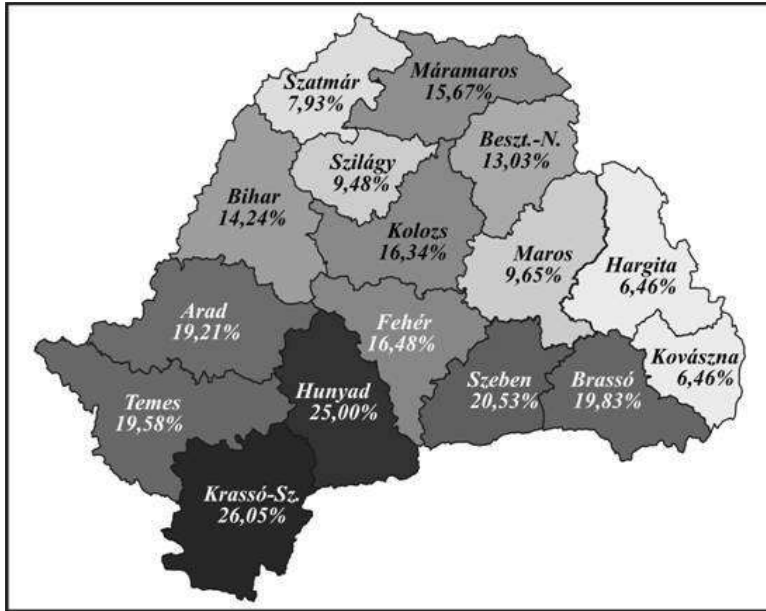 Szatmár
7,93%
Máramaros
15,67%
Beszt.-N.
13,03%
Szilágy
9,48%
Bihar
14,24%
Kolozs
16,34%
Maros
9,65%
Hargita
6,46%
Arad
19,21%
Fehér
16,48%
Kovászna
6,46%
Szeben
20,53%
Brassó
19,83%
Hunyad
25,00%
Temes
19,58%
Krassó-Sz.
26,05%